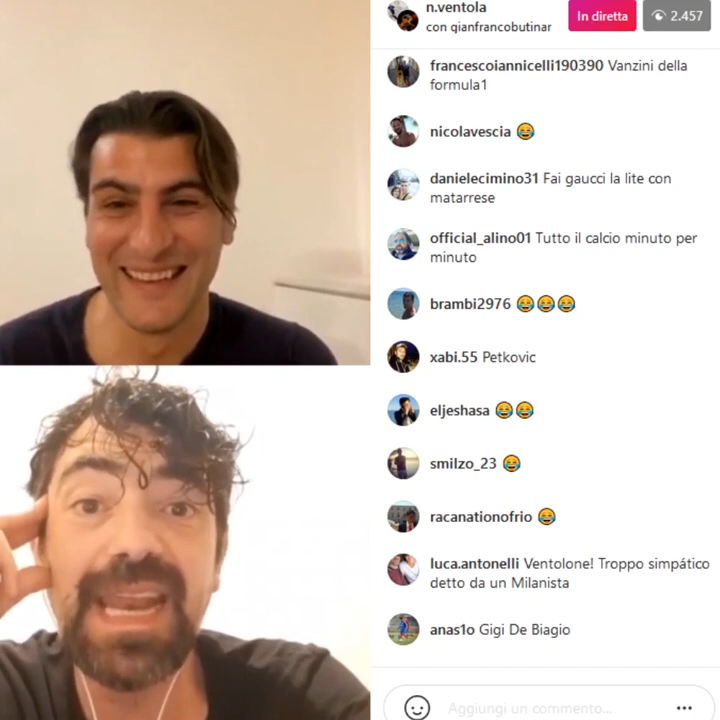 n.ventola
con gianfrancobutinar
In diretta
2.457
francescoiannicelli190390 Vanzini della
formula1
nicolavescia 😂
danielecimino31 Fai gaucci la lite con
matarrese
official_alino01 Tutto il calcio minuto per
minuto
brambi2976 😂😂😂
xabi.55 Petkovic
eljeshasa 😂😂
smilzo_23 😂
racanationofrio 😂
luca.antonelli Ventolone! Troppo simpático
detto da un Milanista
anas1o Gigi De Biagio
Aggiungi un commento...